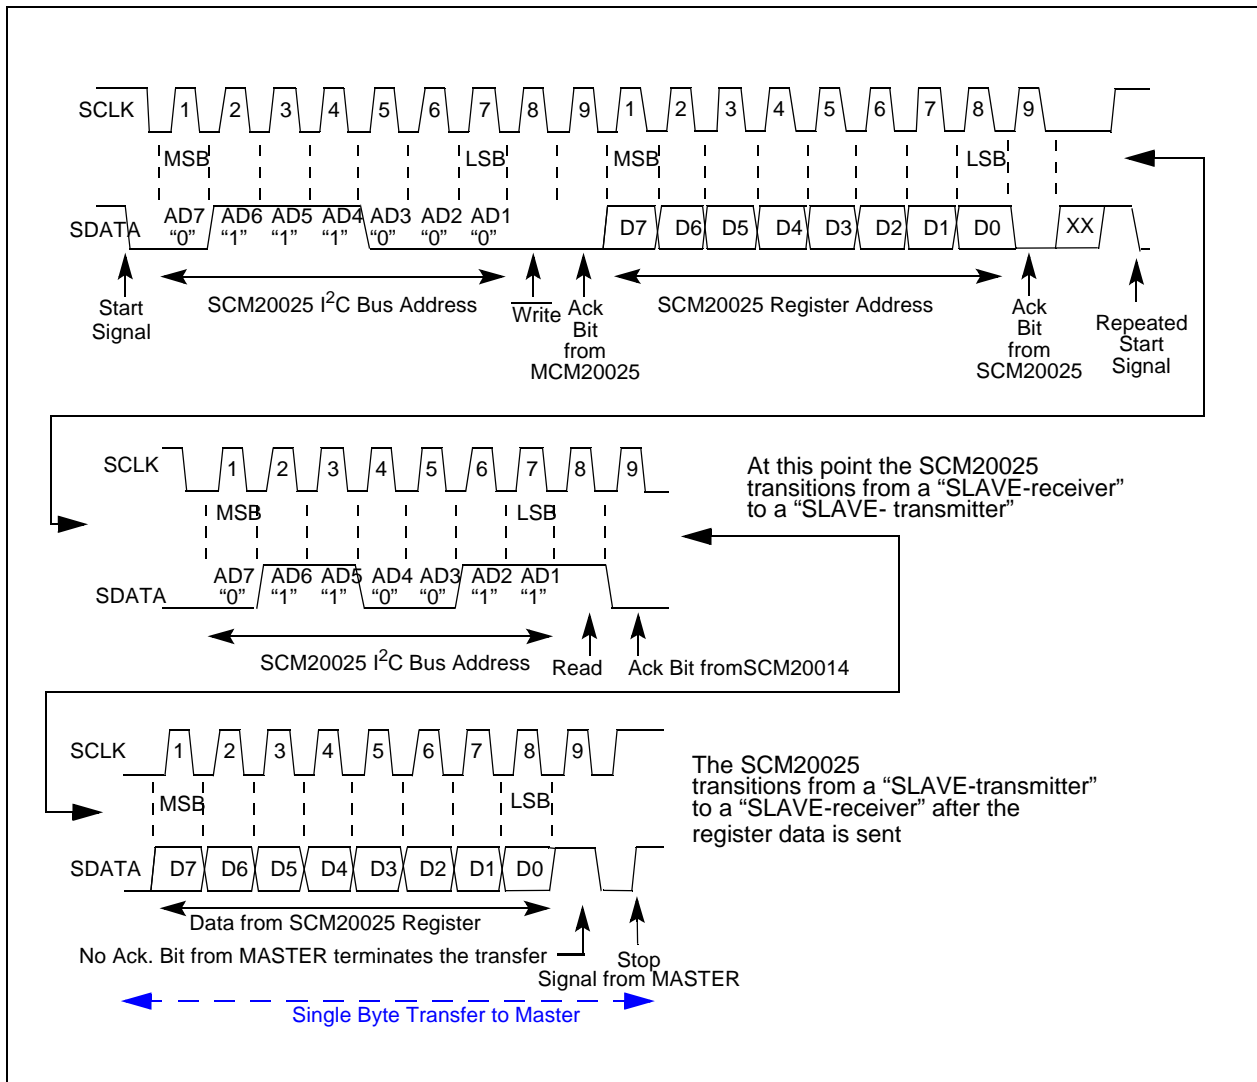 SCLK 1 2 3 4 5 6 7 8 9 1 2 3 4 5 6 7 8 9
MSB LSB MSB LSB
SDATA AD7 AD6 AD5 AD4 AD3 AD2 AD1 D7 D6 D5 D4 D3 D2 D1 D0 XX
“0” “1” “1” “1” “0” “0” “0”
Start
Signal
SCM20025 I2C Bus Address
Write
Ack
Bit
from
MCM20025
SCM20025 Register Address
Ack
Bit
from
SCM20025
Repeated
Start
Signal
SCLK 1 2 3 4 5 6 7 8 9
MSB LSB
SDATA AD7 AD6 AD5 AD4 AD3 AD2 AD1
“0” “1” “1” “0” “0” “1” “1”
SCM20025 I2C Bus Address
Read
Ack Bit fromSCM20014
At this point the SCM20025
transitions from a “SLAVE-receiver”
to a “SLAVE- transmitter”
SCLK 1 2 3 4 5 6 7 8 9
MSB LSB
SDATA D7 D6 D5 D4 D3 D2 D1 D0
Data from SCM20025 Register
No Ack. Bit from MASTER terminates the transfer
Stop
Signal from MASTER
Single Byte Transfer to Master
The SCM20025
transitions from a “SLAVE-transmitter”
to a “SLAVE-receiver” after the
register data is sent